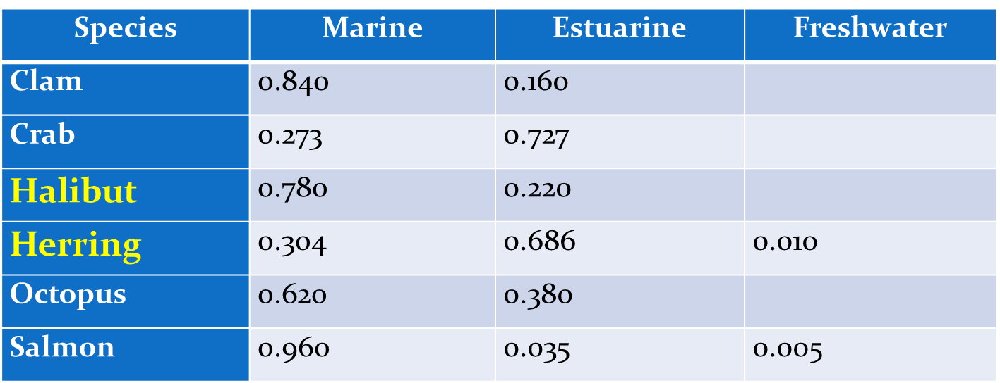 Species Marine Estuarine Freshwater
Clam 0.840 0.160
Crab 0.273 0.727
Halibut 0.780 0.220
Herring 0.304 0.686 0.010
Octopus 0.620 0.380
Salmon 0.960 0.035 0.005